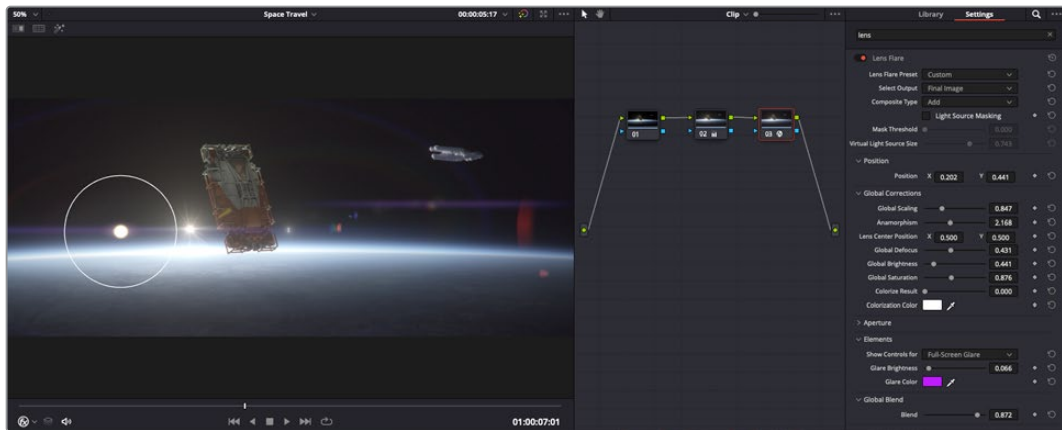 50%
Space Travel
00:00:05:17
Clip
Library
Settings
lens
Lens Flare
Lens Flare Preset Custom
Select Output Final Image
Composite Type Add
Light Source Masking
Mask Threshold 0.000
Virtual Light Source Size 0.743
Position
Position X 0.202 Y 0.441
Global Corrections
Global Scaling 0.847
Anamorphism 2.168
Lens Center Position X 0.500 Y 0.500
Global Defocus 0.431
Global Brightness 0.441
Global Saturation 0.876
Colorize Result 0.000
Colorization Color
Aperture
Elements
Show Controls for Full-Screen Glare
Glare Brightness 0.066
Glare Color
Global Blend
Blend 0.872
01
02
03
01:00:07:01